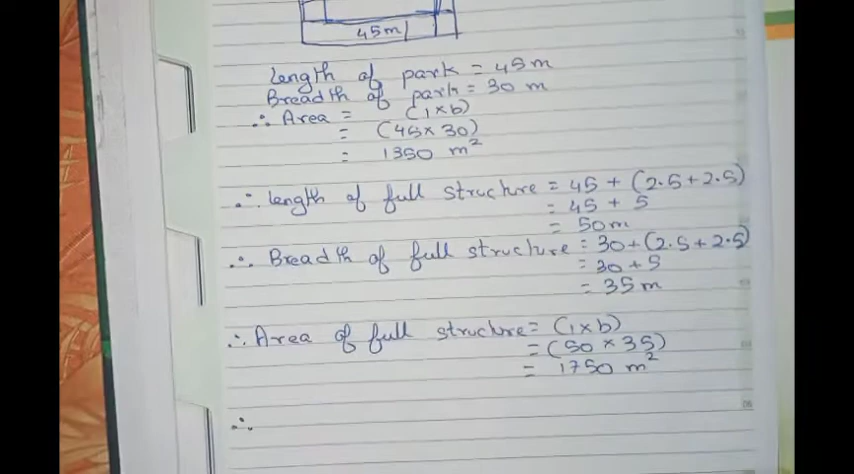 45m
length of park = 45 m
Breadth of park = 30 m
∴ Area = (l×b)
= (45×30)
= 1350 m²
∴ length of full structure = 45 + (2.5+2.5)
= 45 + 5
= 50m
∴ Breadth of full structure = 30+(2.5+2.5)
= 30+5
= 35m
∴ Area of full structure = (l×b)
= (50×35)
= 1750 m²
∴